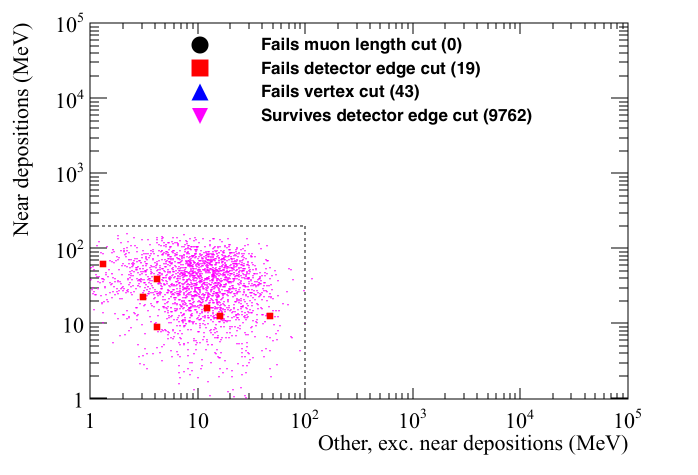 Near depositions (MeV)
10^5
10^4
10^3
10^2
10
1
Fails muon length cut (0)
Fails detector edge cut (19)
Fails vertex cut (43)
Survives detector edge cut (9762)
1 10 10^2 10^3 10^4 10^5
Other, exc. near depositions (MeV)